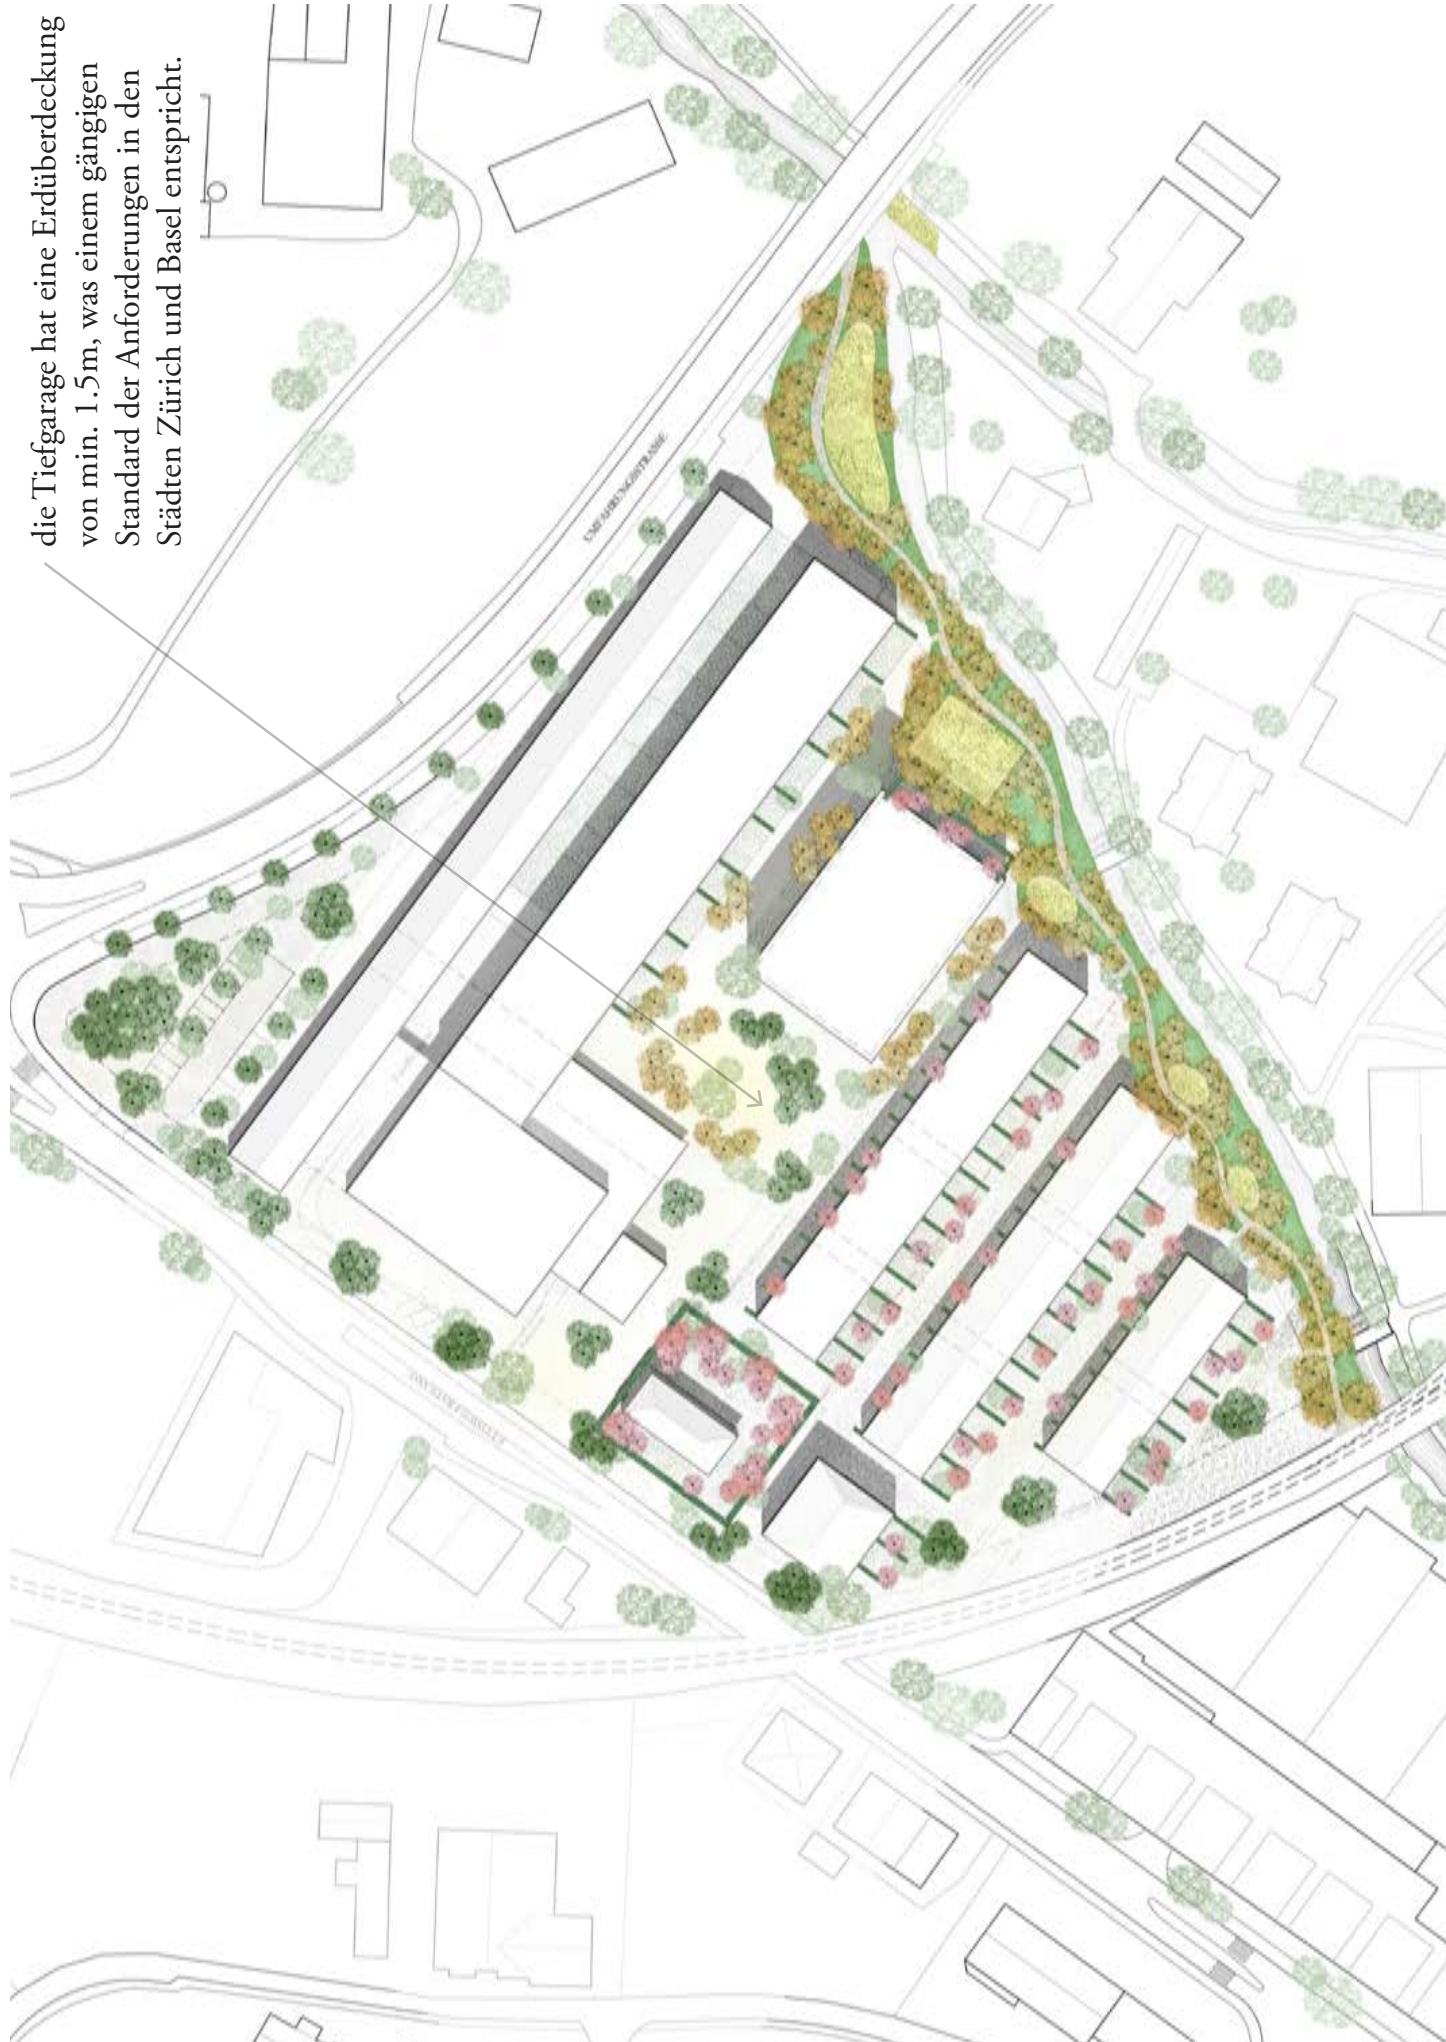 die Tiefgarage hat eine Erdüberdeckung
von min. 1.5m, was einem gängigen
Standard der Anforderungen in den
Städten Zürich und Basel entspricht.
UMFAHRUNGSSTRASSE